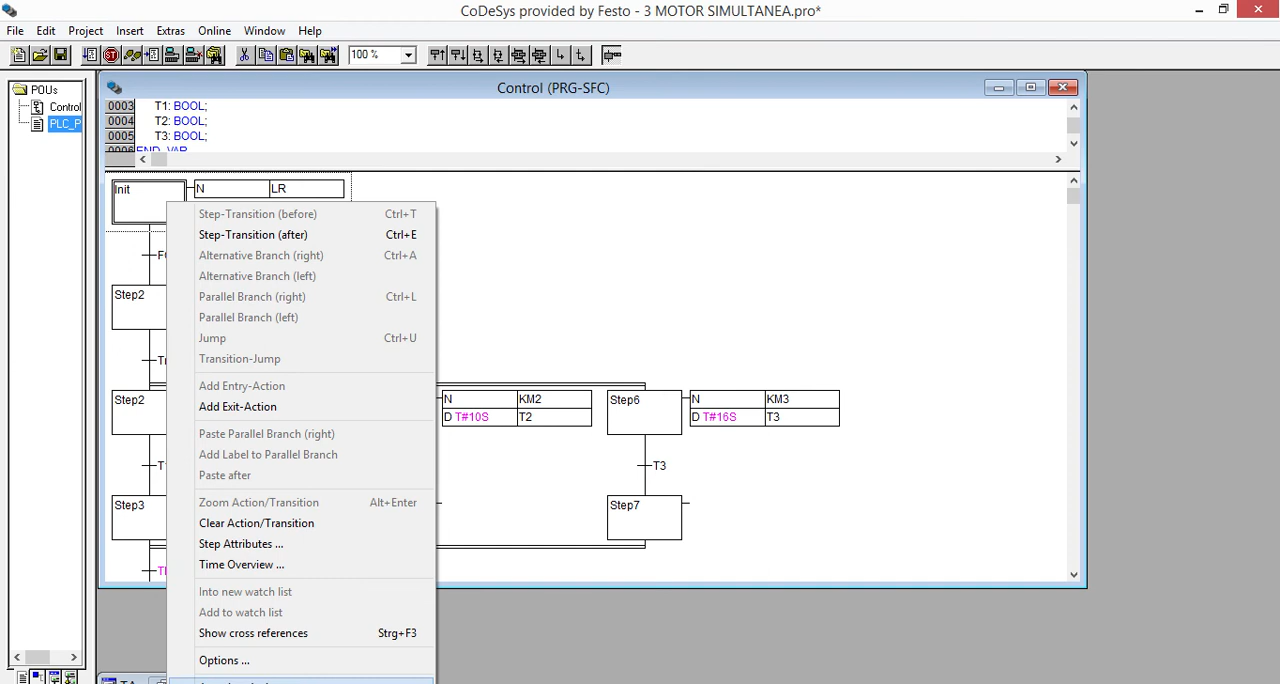 CoDeSys provided by Festo - 3 MOTOR SIMULTANEA.pro*
File Edit Project Insert Extras Online Window Help
100 %
POUs
Control
PLC_P
Control (PRG-SFC)
0003 T1: BOOL;
0004 T2: BOOL;
0005 T3: BOOL;
0006 END_VAR
Init N LR
Step-Transition (before) Ctrl+T
Step-Transition (after) Ctrl+E
Alternative Branch (right) Ctrl+A
Alternative Branch (left)
Step2
Parallel Branch (right) Ctrl+L
Parallel Branch (left)
Jump Ctrl+U
Transition-Jump
Add Entry-Action
Add Exit-Action
Step2 N KM2 Step6 N KM3
D T#10S T2 D T#16S T3
Paste Parallel Branch (right)
Add Label to Parallel Branch
T3
Paste after
Zoom Action/Transition Alt+Enter
Step3 Step7
Clear Action/Transition
Step Attributes ...
Time Overview ...
Into new watch list
Add to watch list
Show cross references Strg+F3
Options ...